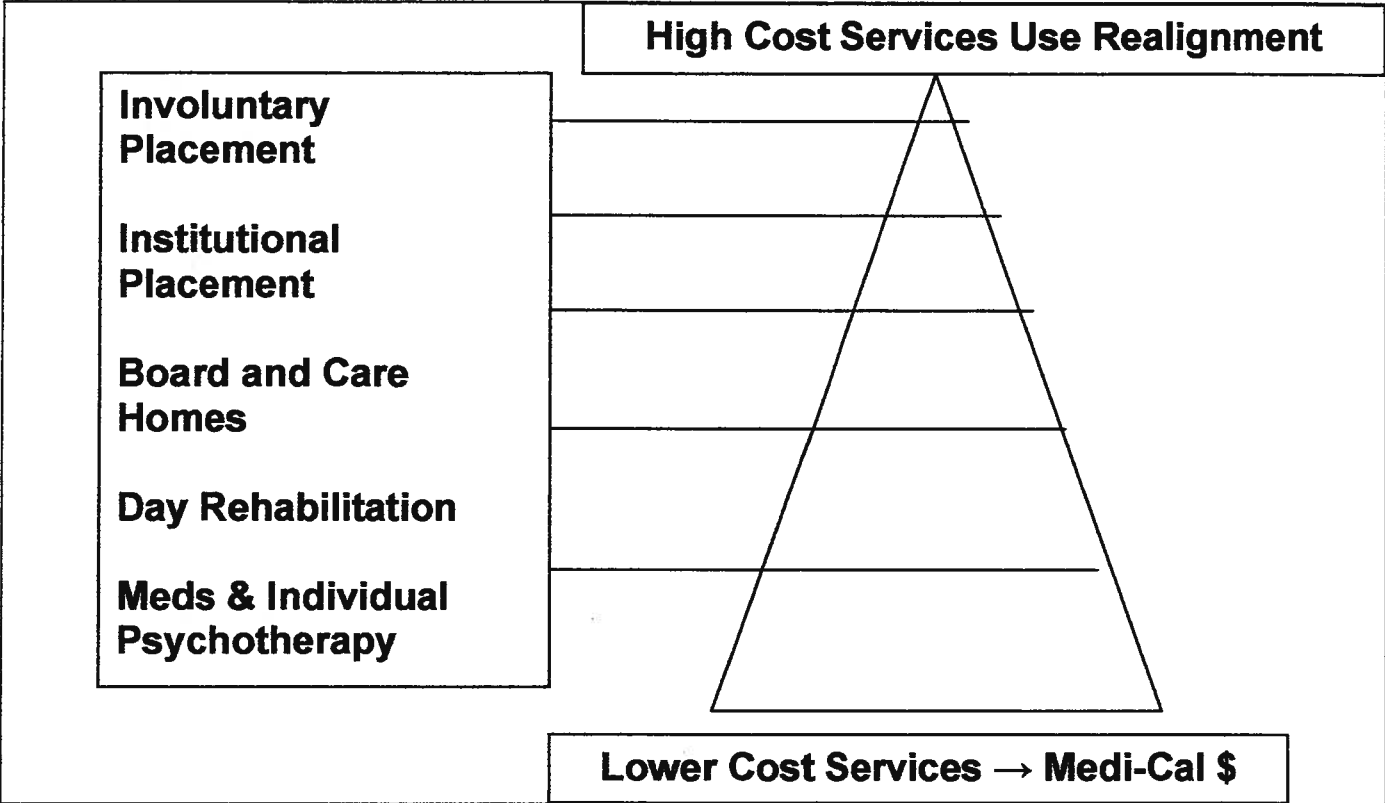 High Cost Services Use Realignment
Involuntary
Placement
Institutional
Placement
Board and Care
Homes
Day Rehabilitation
Meds & Individual
Psychotherapy
Lower Cost Services → Medi-Cal $